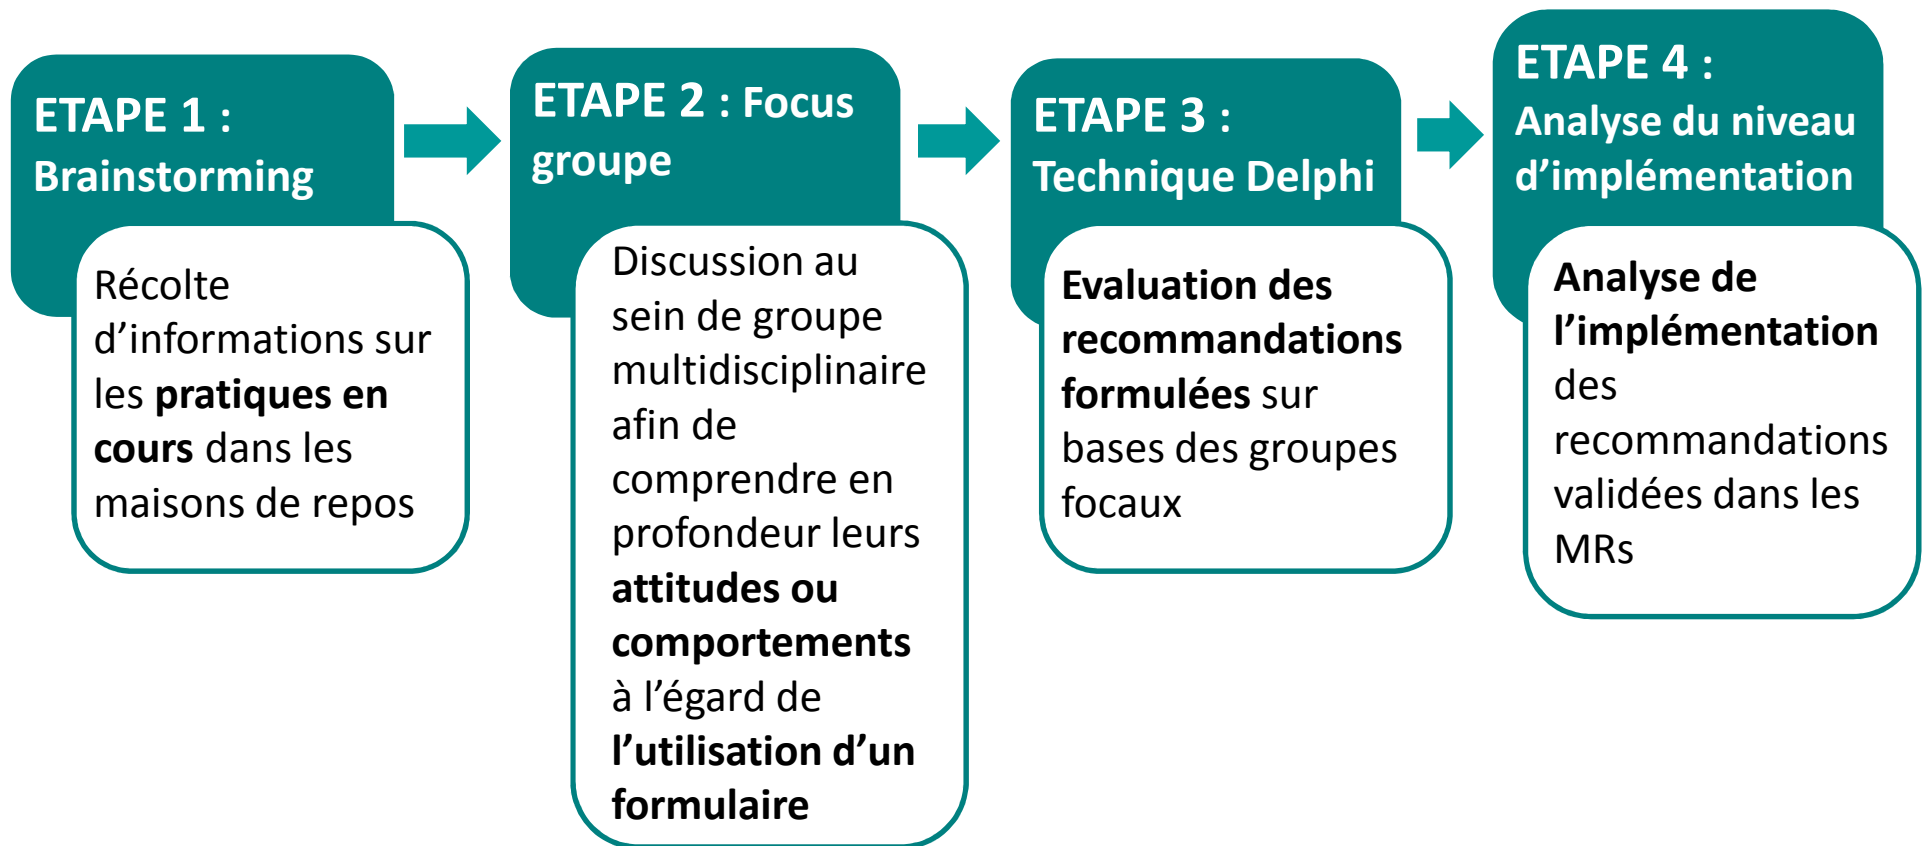 ETAPE 1 :
Brainstorming
Récolte
d’informations sur
les pratiques en
cours dans les
maisons de repos
ETAPE 2 : Focus
groupe
Discussion au
sein de groupe
multidisciplinaire
afin de
comprendre en
profondeur leurs
attitudes ou
comportements
à l’égard de
l’utilisation d’un
formulaire
ETAPE 3 :
Technique Delphi
Evaluation des
recommandations
formulées sur
bases des groupes
focaux
ETAPE 4 :
Analyse du niveau
d’implémentation
Analyse de
l’implémentation
des
recommandations
validées dans les
MRs